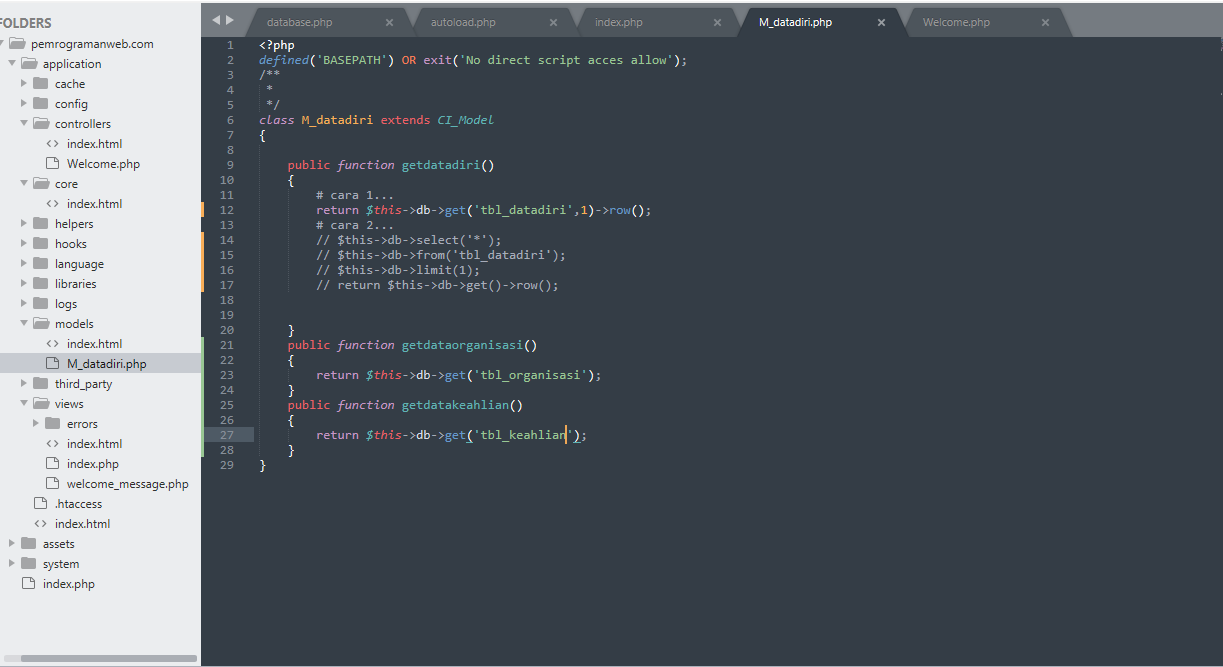 FOLDERS
pemrogramanweb.com
application
cache
config
controllers
index.html
Welcome.php
core
index.html
helpers
hooks
language
libraries
logs
models
index.html
M_datadiri.php
third_party
views
errors
index.html
index.php
welcome_message.php
.htaccess
index.html
assets
system
index.php
database.php × autoload.php × index.php × M_datadiri.php × Welcome.php ×
1 <?php
2 defined('BASEPATH') OR exit('No direct script acces allow');
3 /**
4  *
5  */
6 class M_datadiri extends CI_Model
7 {
8
9     public function getdatadiri()
10     {
11         # cara 1...
12         return $this->db->get('tbl_datadiri',1)->row();
13         # cara 2...
14         // $this->db->select('*');
15         // $this->db->from('tbl_datadiri');
16         // $this->db->limit(1);
17         // return $this->db->get()->row();
18
19
20     }
21     public function getdataorganisasi()
22     {
23         return $this->db->get('tbl_organisasi');
24     }
25     public function getdatakeahlian()
26     {
27         return $this->db->get('tbl_keahlian');
28     }
29 }